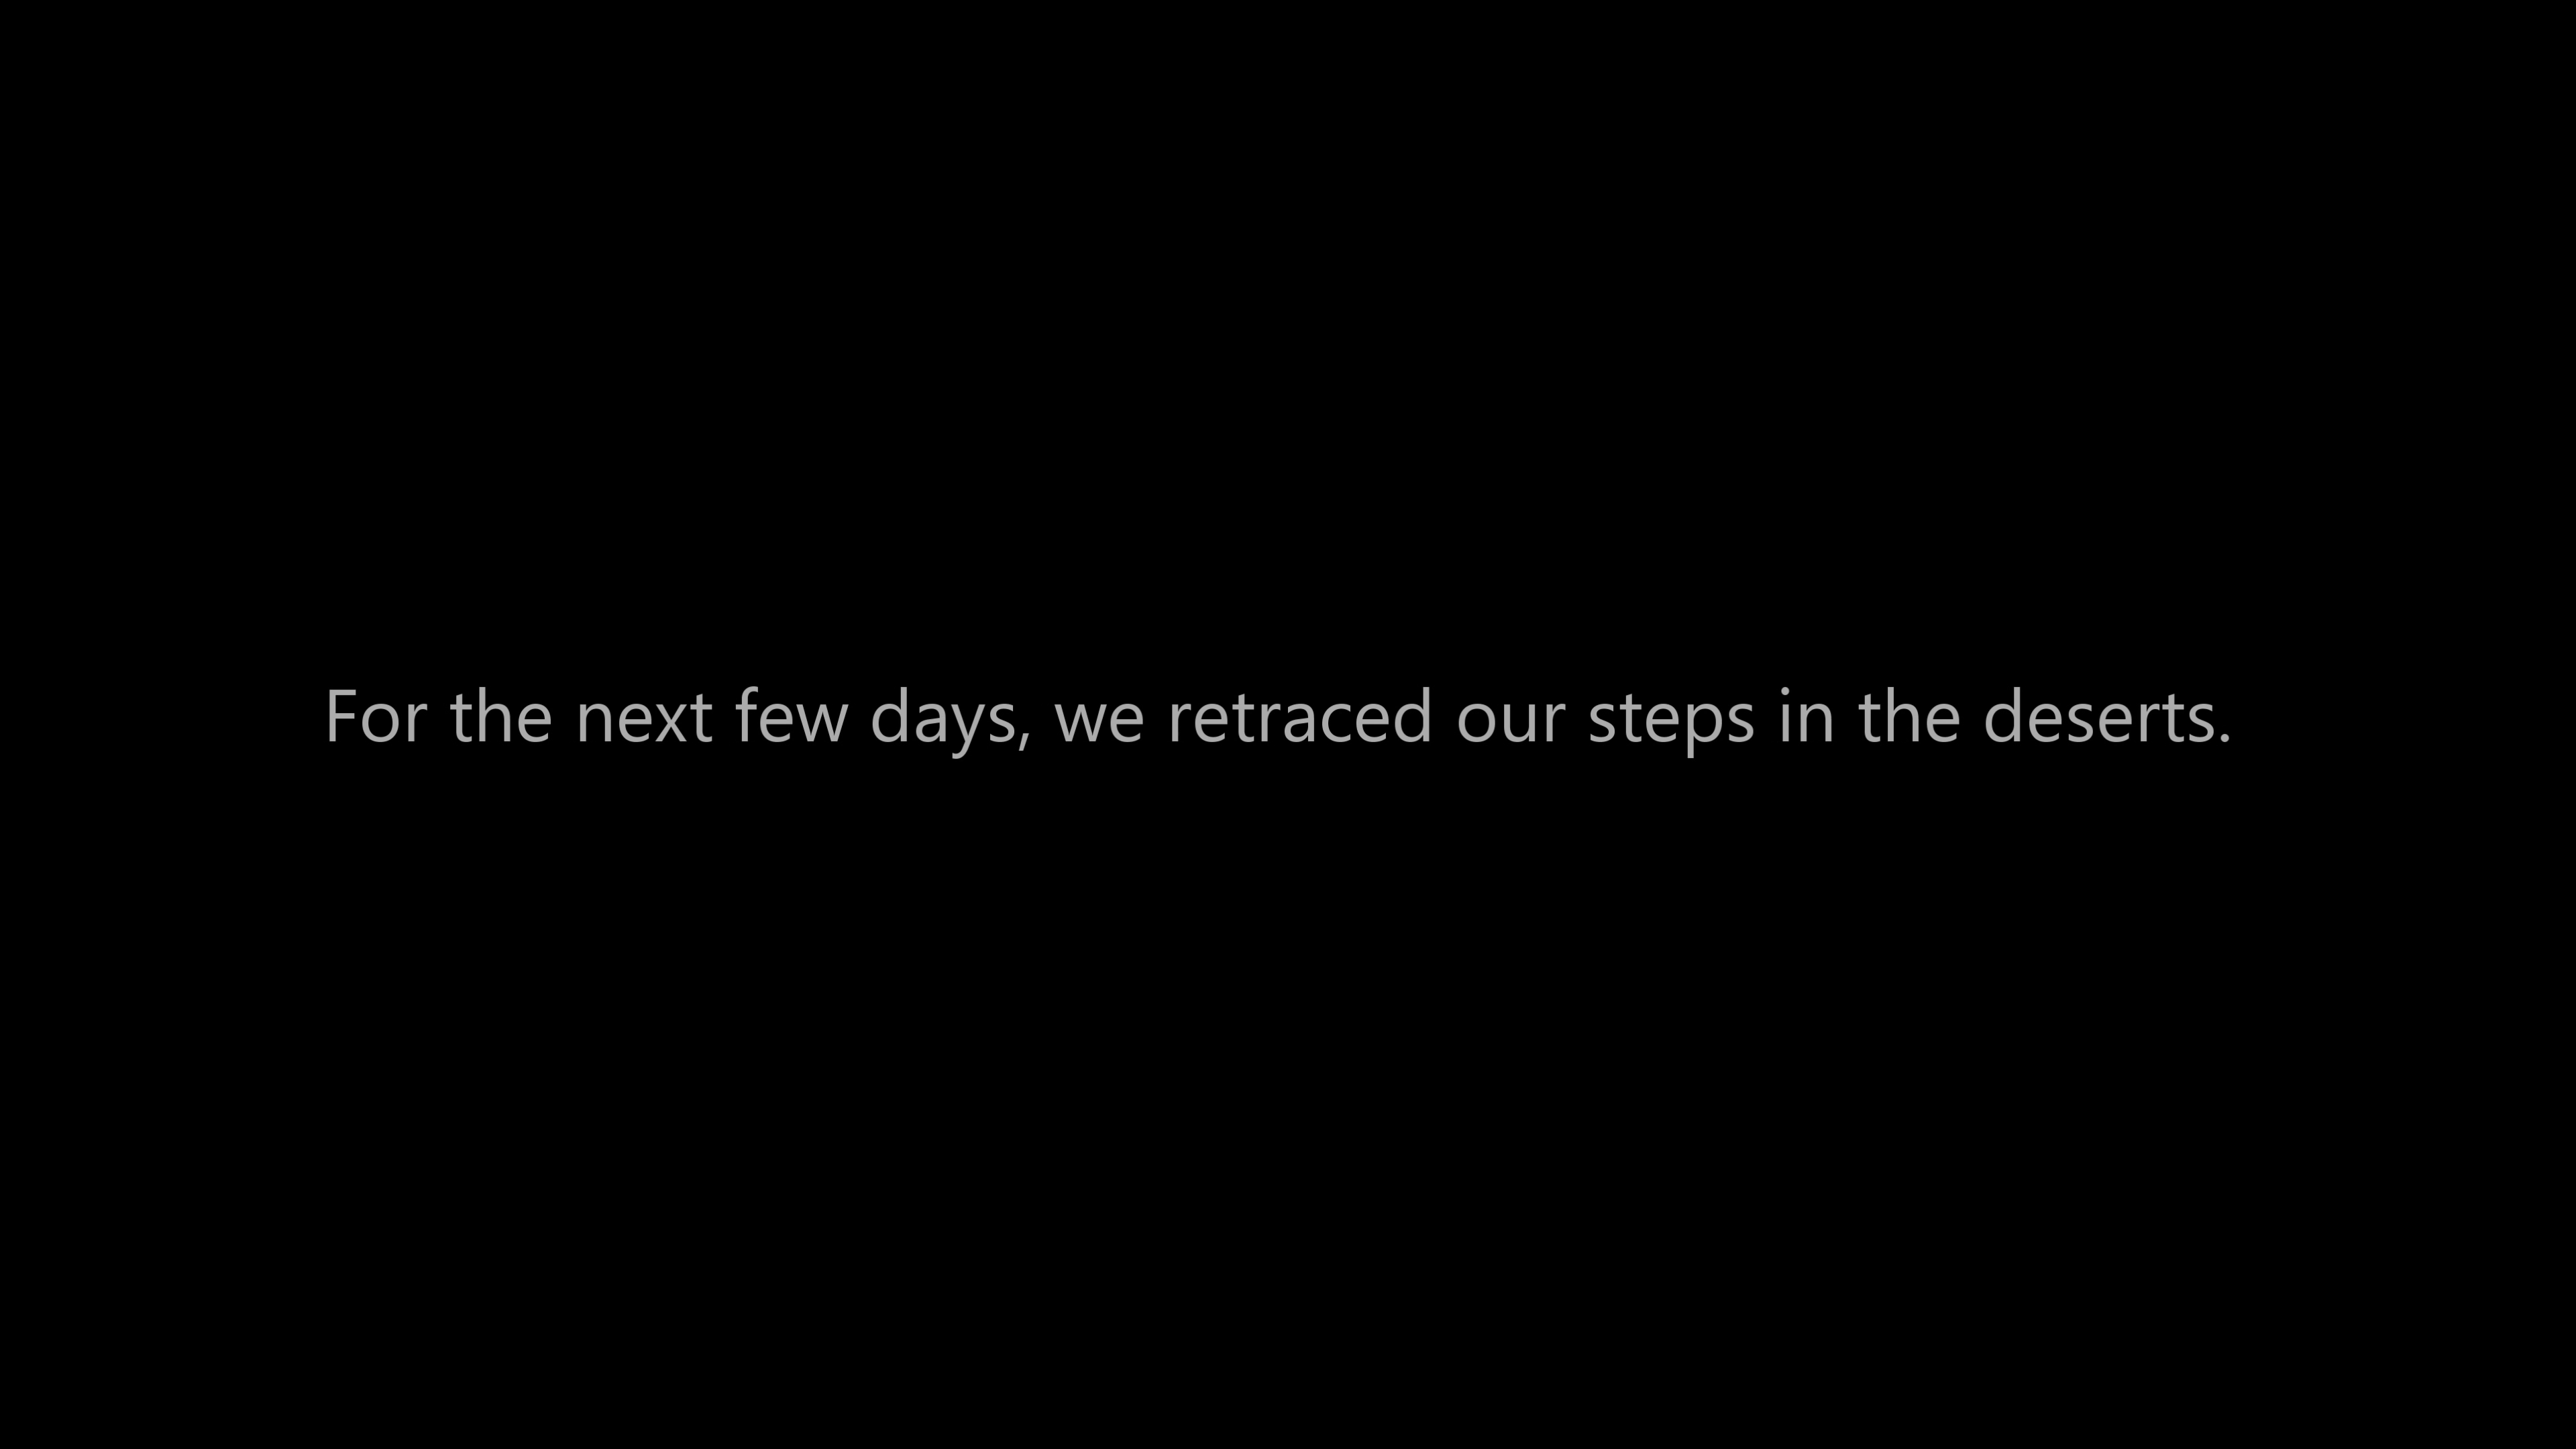 For the next few days, we retraced our steps in the deserts.